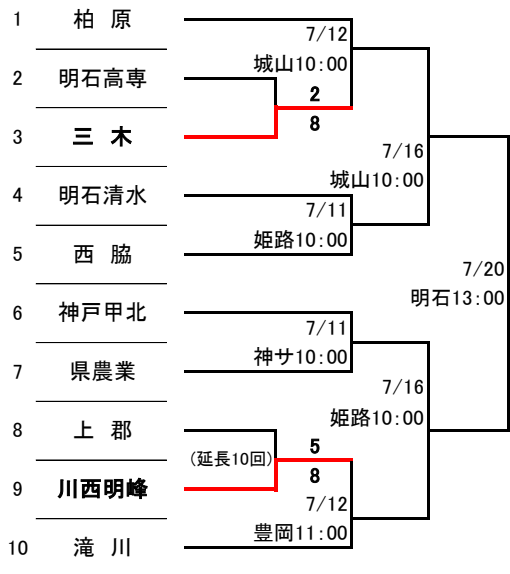 1 柏 原
7/12
城山10:00
2 明石高専
2
8
3 三 木
7/16
城山10:00
4 明石清水
7/11
姫路10:00
5 西 脇
7/20
明石13:00
6 神戸甲北
7/11
神サ10:00
7 県農業
7/16
姫路10:00
8 上 郡
5
(延長10回)
8
9 川西明峰
7/12
豊岡11:00
10 滝 川